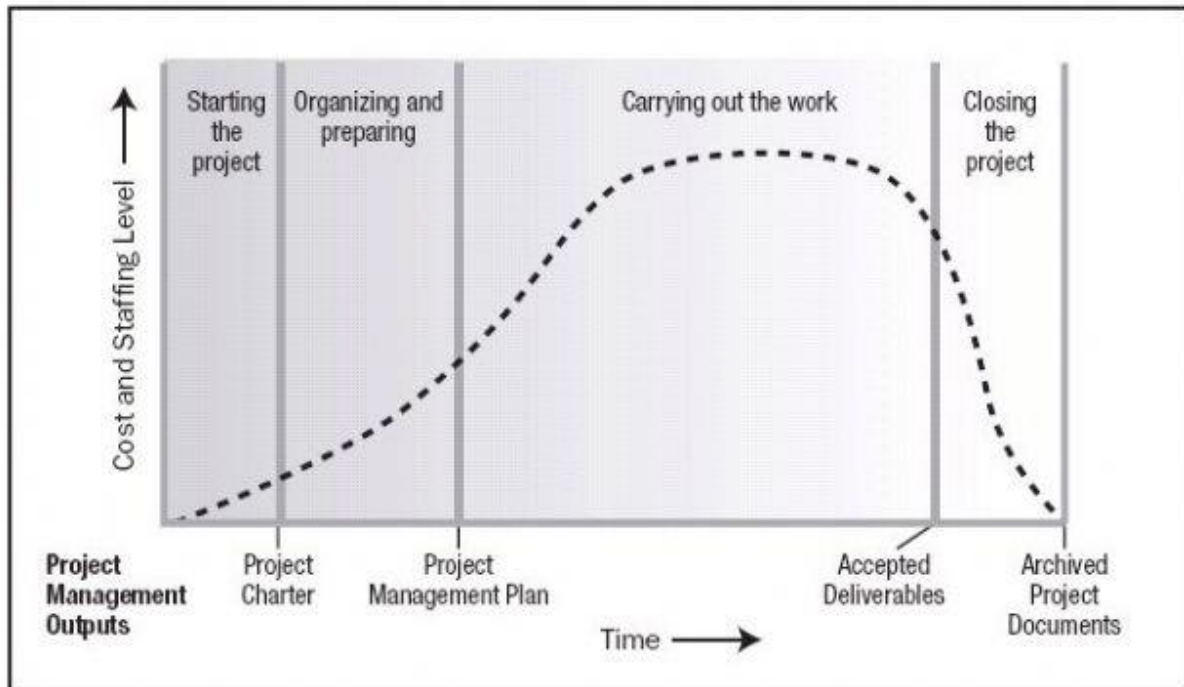 Starting
the
project
Organizing and
preparing
Carrying out the work
Closing
the
project
Cost and Staffing Level
Project
Management
Outputs
Project
Charter
Project
Management Plan
Accepted
Deliverables
Archived
Project
Documents
Time